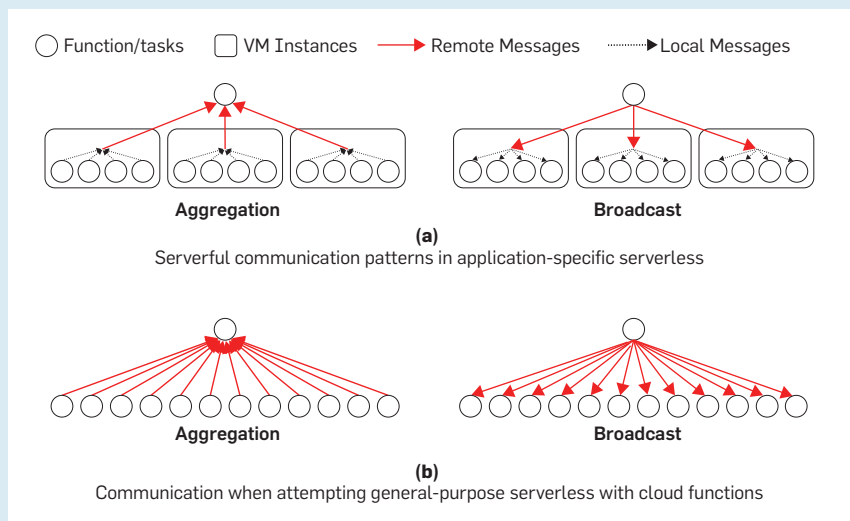 Function/tasks VM Instances Remote Messages Local Messages
Aggregation Broadcast
(a)
Serverful communication patterns in application-specific serverless
Aggregation Broadcast
(b)
Communication when attempting general-purpose serverless with cloud functions